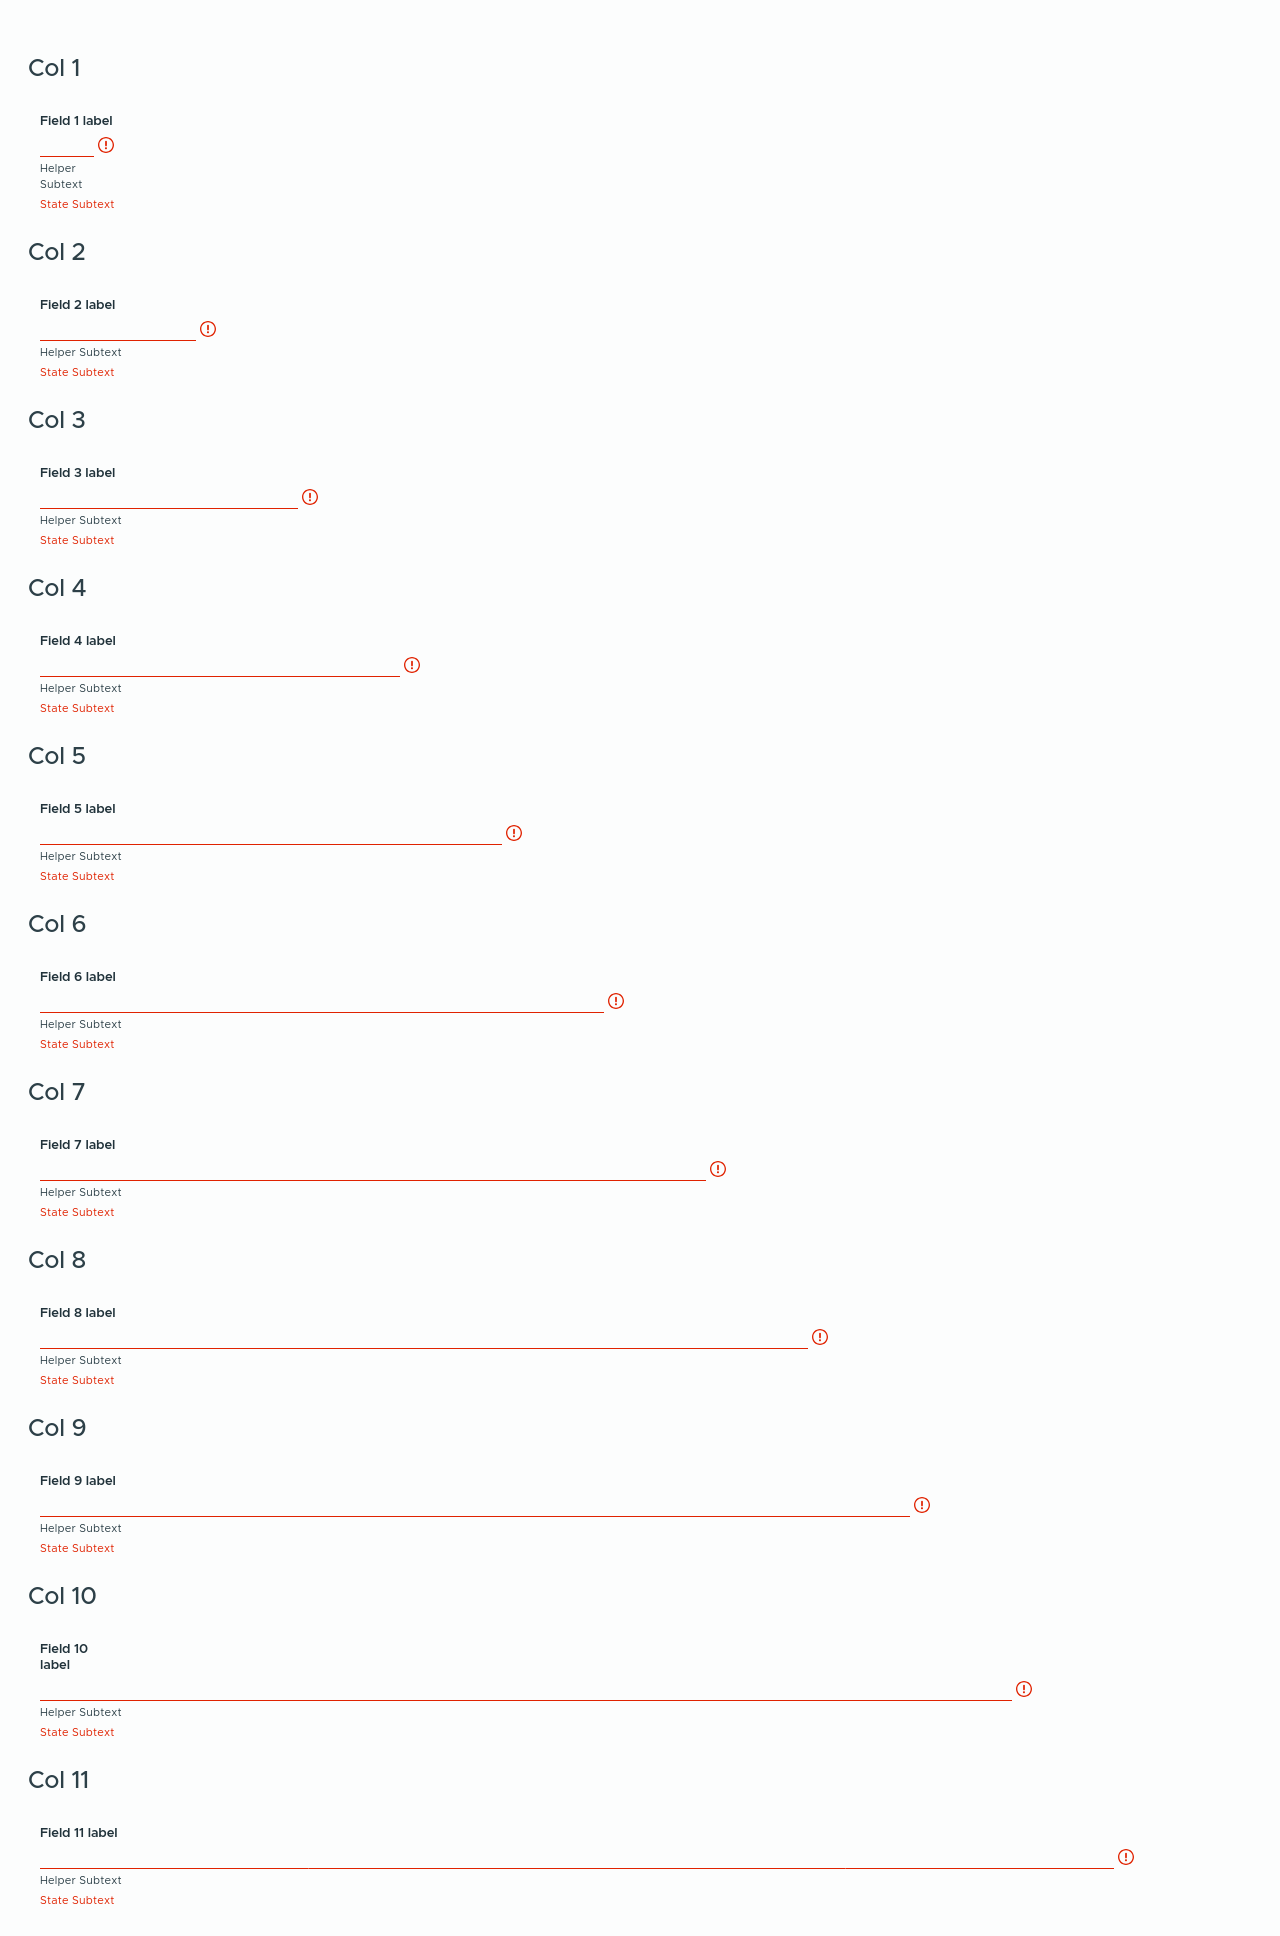 Col 1
Field 1 label
Helper
Subtext
State Subtext
Col 2
Field 2 label
Helper Subtext
State Subtext
Col 3
Field 3 label
Helper Subtext
State Subtext
Col 4
Field 4 label
Helper Subtext
State Subtext
Col 5
Field 5 label
Helper Subtext
State Subtext
Col 6
Field 6 label
Helper Subtext
State Subtext
Col 7
Field 7 label
Helper Subtext
State Subtext
Col 8
Field 8 label
Helper Subtext
State Subtext
Col 9
Field 9 label
Helper Subtext
State Subtext
Col 10
Field 10
label
Helper Subtext
State Subtext
Col 11
Field 11 label
Helper Subtext
State Subtext